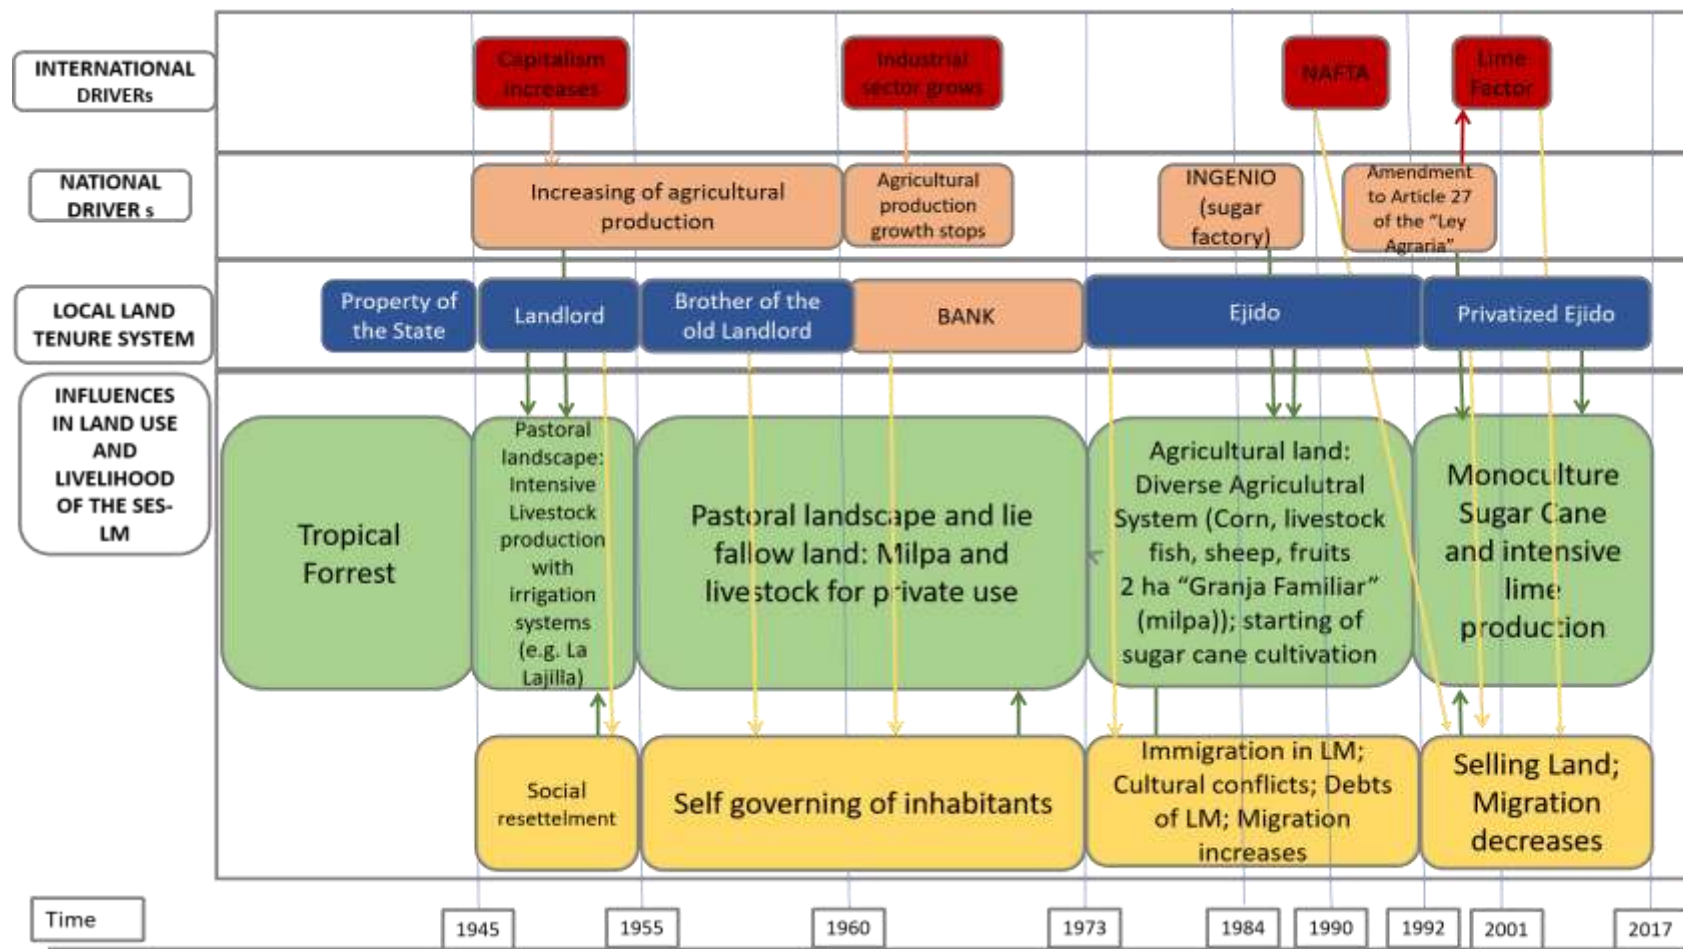 INTERNATIONAL
DRIVERs
Capitalism
increases
Industrial
sector grows
NAFTA
Lime
Factor
NATIONAL
DRIVER s
Increasing of agricultural
production
Agricultural
production
growth stops
INGENIO
(sugar
factory)
Amendment
to Article 27
of the “Ley
Agraria”
LOCAL LAND
TENURE SYSTEM
Property of
the State
Landlord
Brother of the
old Landlord
BANK
Ejido
Privatized Ejido
INFLUENCES
IN LAND USE
AND
LIVELIHOOD
OF THE SES-
LM
Tropical
Forrest
Pastoral
landscape:
Intensive
Livestock
production
with
irrigation
systems
(e.g. La
Lajilla)
Pastoral landscape and lie
fallow land: Milpa and
livestock for private use
Agricultural land:
Diverse Agriculutral
System (Corn, livestock
fish, sheep, fruits
2 ha “Granja Familiar”
(milpa)); starting of
sugar cane cultivation
Monoculture
Sugar Cane
and intensive
lime
production
Social
resettelment
Self governing of inhabitants
Immigration in LM;
Cultural conflicts; Debts
of LM; Migration
increases
Selling Land;
Migration
decreases
Time
1945
1955
1960
1973
1984
1990
1992
2001
2017